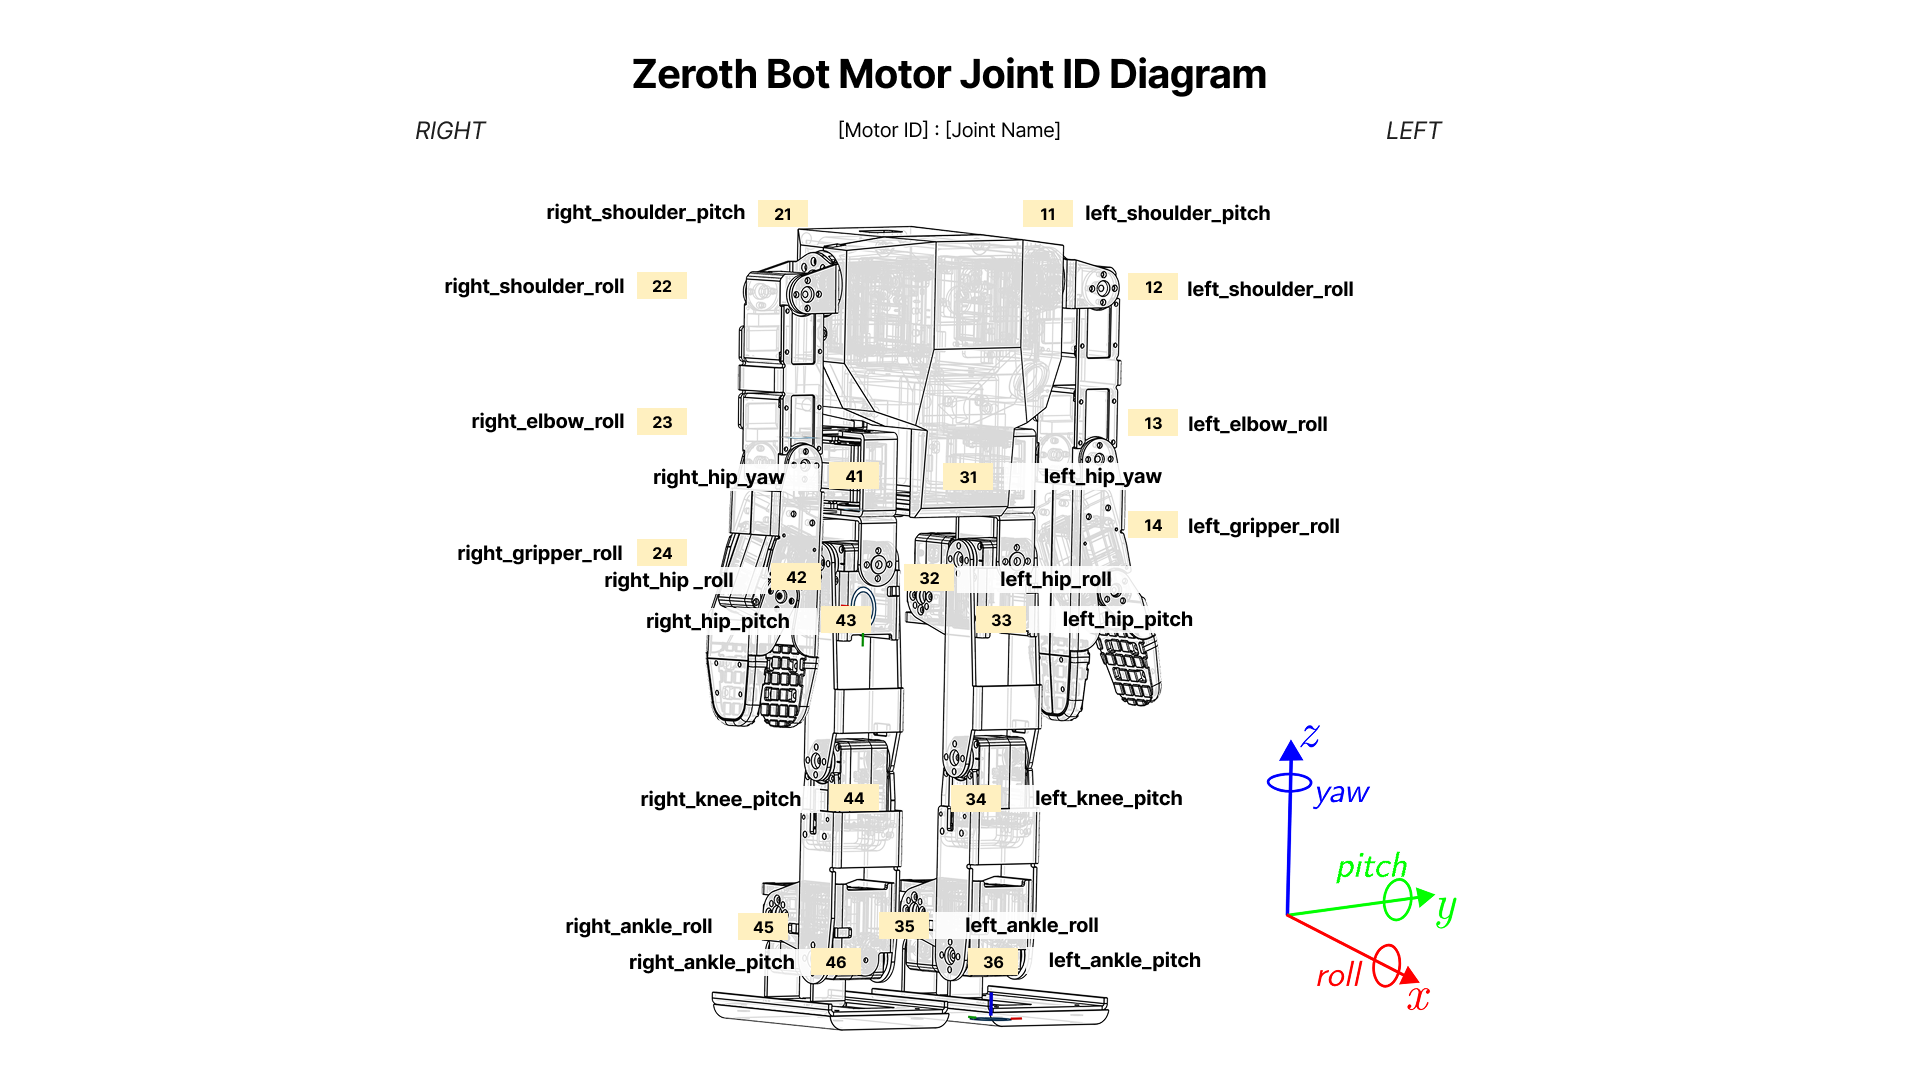 Zeroth Bot Motor Joint ID Diagram
RIGHT [Motor ID] : [Joint Name] LEFT
right_shoulder_pitch 21 11 left_shoulder_pitch
right_shoulder_roll 22 12 left_shoulder_roll
right_elbow_roll 23 13 left_elbow_roll
right_hip_yaw 41 31 left_hip_yaw
14 left_gripper_roll
right_gripper_roll 24
right_hip _roll 42 32 left_hip_roll
right_hip_pitch 43 33 left_hip_pitch
z
yaw
right_knee_pitch 44 34 left_knee_pitch
pitch
y
right_ankle_roll 45 35 left_ankle_roll
right_ankle_pitch 46 36 left_ankle_pitch
roll
x